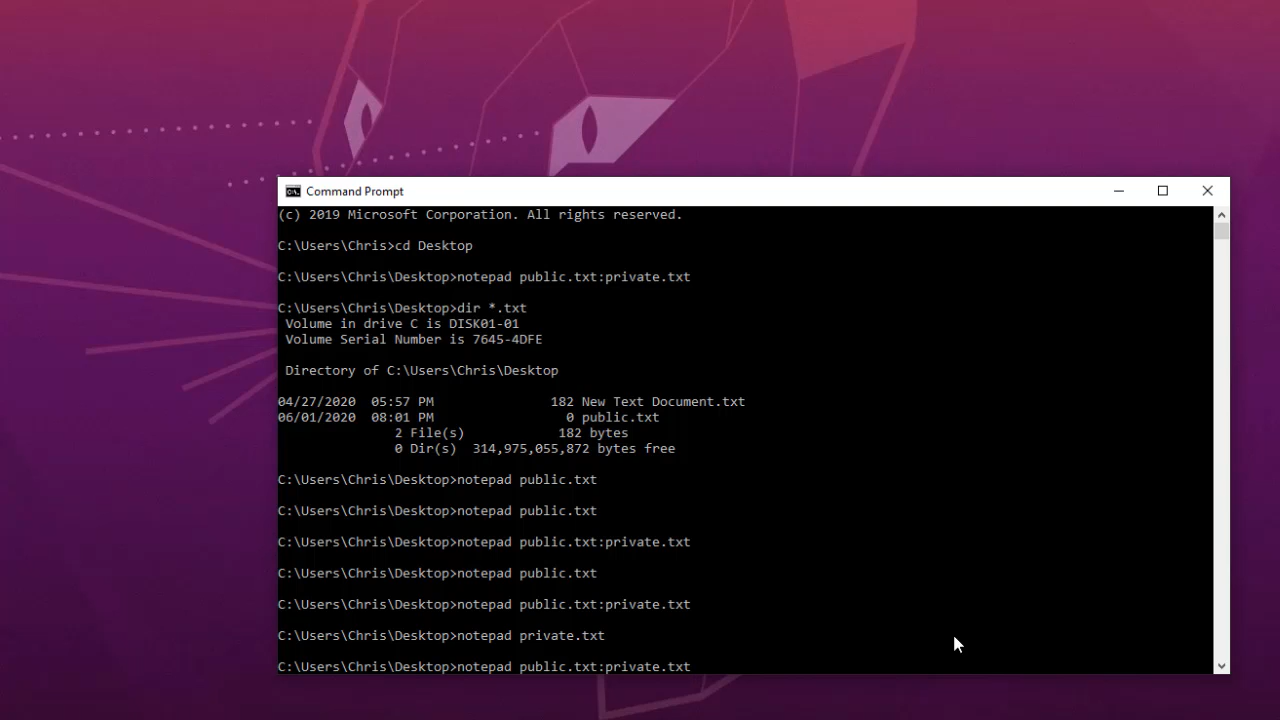 Command Prompt
(c) 2019 Microsoft Corporation. All rights reserved.
C:\Users\Chris>cd Desktop
C:\Users\Chris\Desktop>notepad public.txt:private.txt
C:\Users\Chris\Desktop>dir *.txt
Volume in drive C is DISK01-01
Volume Serial Number is 7645-4DFE
Directory of C:\Users\Chris\Desktop
04/27/2020  05:57 PM               182 New Text Document.txt
06/01/2020  08:01 PM                 0 public.txt
2 File(s)            182 bytes
0 Dir(s)  314,975,055,872 bytes free
C:\Users\Chris\Desktop>notepad public.txt
C:\Users\Chris\Desktop>notepad public.txt
C:\Users\Chris\Desktop>notepad public.txt:private.txt
C:\Users\Chris\Desktop>notepad public.txt
C:\Users\Chris\Desktop>notepad public.txt:private.txt
C:\Users\Chris\Desktop>notepad private.txt
C:\Users\Chris\Desktop>notepad public.txt:private.txt